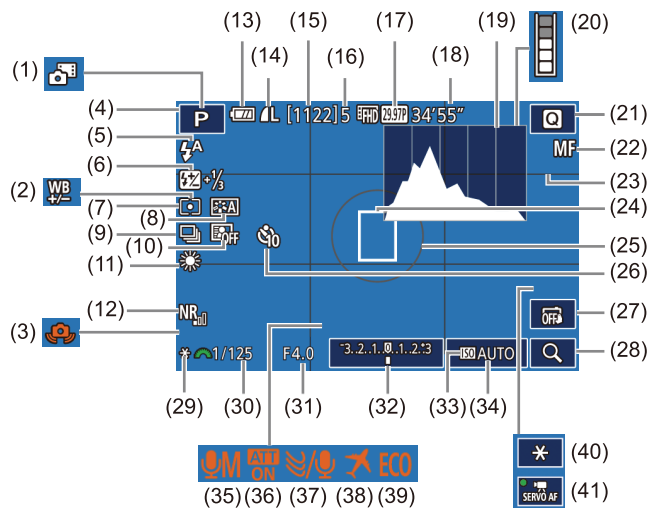 (13) (15) (17) (19) (20)
(14) (16) (18)
(1)
(4) P L [1122] 5 FHD 29.97P 34'55" Q (21)
(5) A MF (22)
(6) +1/3 (23)
(2) WB +/-
(7) (8) A (24)
(9) OFF (25)
(10) 10 (26)
(11)
(12) NR OFF (27)
(3)
* 1/125 F4.0 -3..2..1..0..1..2..+3 ISO AUTO (28)
(29) (30) (31) (32) (33) (34)
M ATT ON / ECO * (40)
(35) (36) (37) (38) (39) SERVO AF (41)